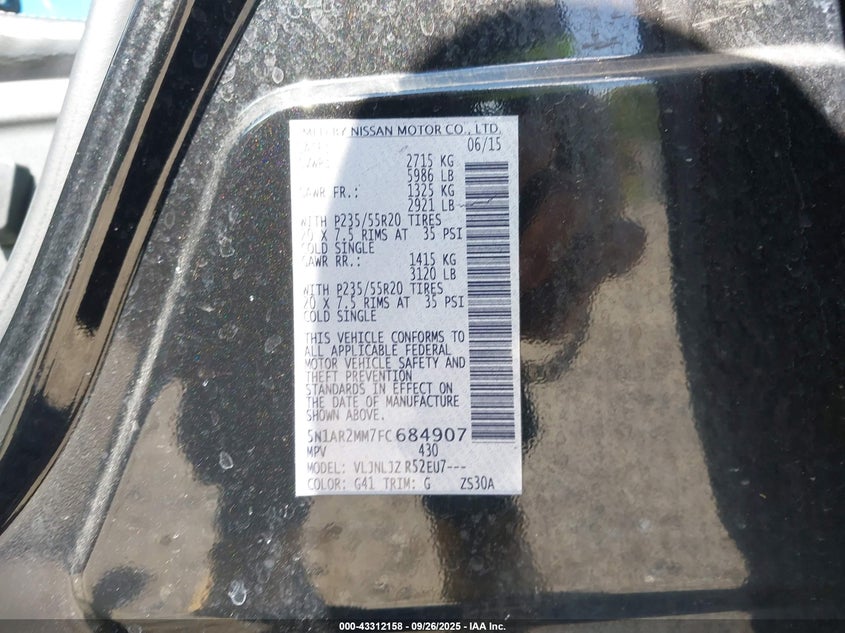 MFD BY NISSAN MOTOR CO., LTD.
DATE: 06/15
GVWR: 2715 KG
5986 LB
GAWR FR.: 1325 KG
2921 LB
WITH P235/55R20 TIRES
20 X 7.5 RIMS AT 35 PSI
COLD SINGLE
GAWR RR.: 1415 KG
3120 LB
WITH P235/55R20 TIRES
20 X 7.5 RIMS AT 35 PSI
COLD SINGLE
THIS VEHICLE CONFORMS TO
ALL APPLICABLE FEDERAL
MOTOR VEHICLE SAFETY AND
THEFT PREVENTION
STANDARDS IN EFFECT ON
THE DATE OF MANUFACTURE
SHOWN ABOVE.
5N1AR2MM7FC684907
MPV 430
MODEL: VLJNLJZ R52EU7---
COLOR: G41 TRIM: G ZS30A
000-43312158 - 09/26/2025 - IAA Inc.